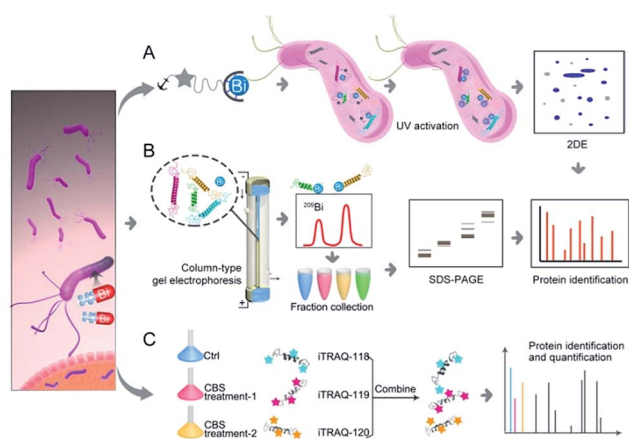 A
Bi
UV activation
2DE
B
Bi
Bi
209Bi
Column-type
gel electrophoresis
Fraction collection
SDS-PAGE
Protein identification
Bi
Bi
C
Ctrl
CBS
treatment-1
CBS
treatment-2
iTRAQ-118
iTRAQ-119
iTRAQ-120
Combine
Protein identification
and quantification